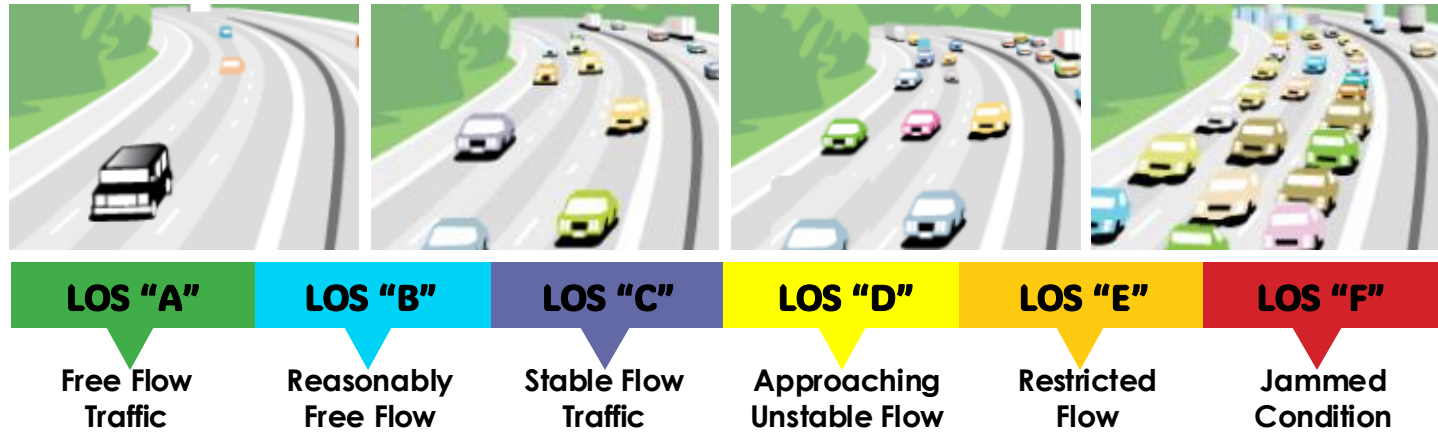 LOS “A”
LOS “B”
LOS “C”
LOS “D”
LOS “E”
LOS “F”
Free Flow
Traffic
Reasonably
Free Flow
Stable Flow
Traffic
Approaching
Unstable Flow
Restricted
Flow
Jammed
Condition